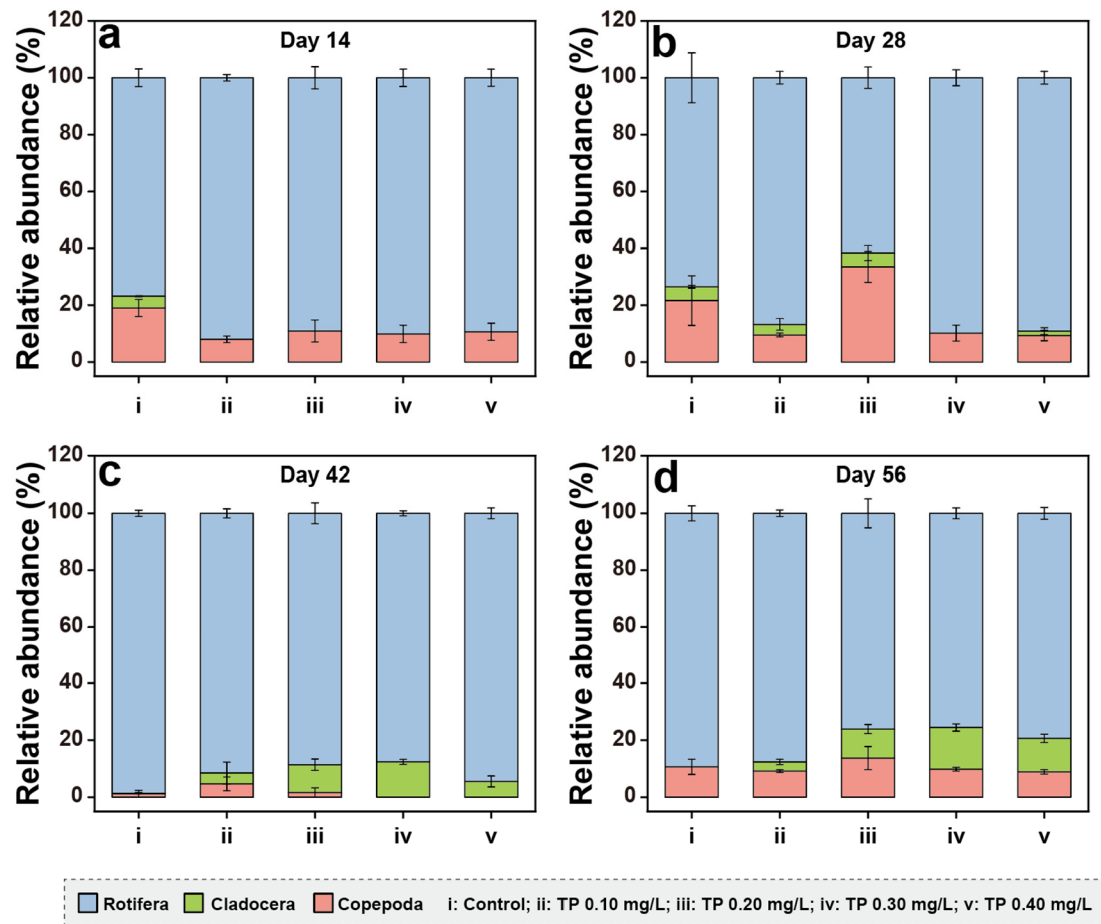 a
Day 14
Relative abundance (%)
120
100
80
60
40
20
0
i ii iii iv v
b
Day 28
Relative abundance (%)
120
100
80
60
40
20
0
i ii iii iv v
c
Day 42
Relative abundance (%)
120
100
80
60
40
20
0
i ii iii iv v
d
Day 56
Relative abundance (%)
120
100
80
60
40
20
0
i ii iii iv v
Rotifera Cladocera Copepoda i: Control; ii: TP 0.10 mg/L; iii: TP 0.20 mg/L; iv: TP 0.30 mg/L; v: TP 0.40 mg/L